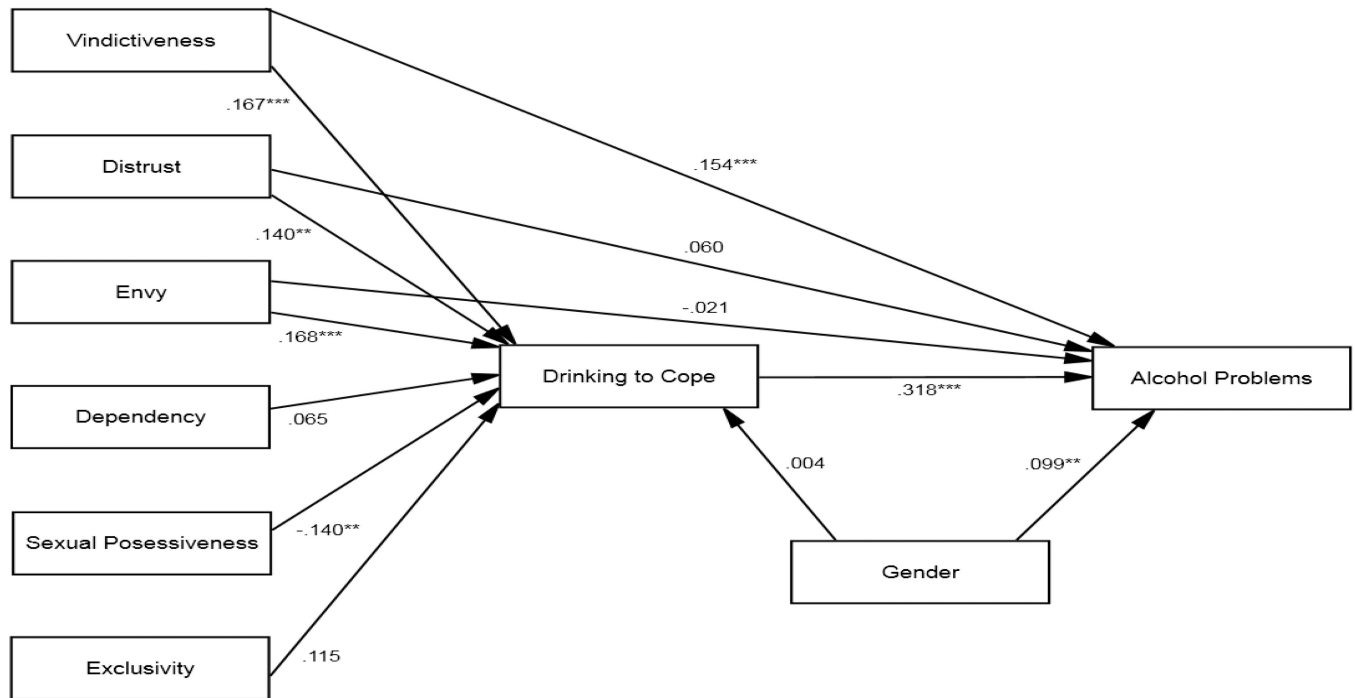 Vindictiveness
.167***
Distrust
.154***
.140**
.060
Envy
-.021
.168***
Drinking to Cope
Alcohol Problems
.318***
Dependency
.065
.004
.099**
Sexual Posessiveness
-.140**
Gender
Exclusivity
.115